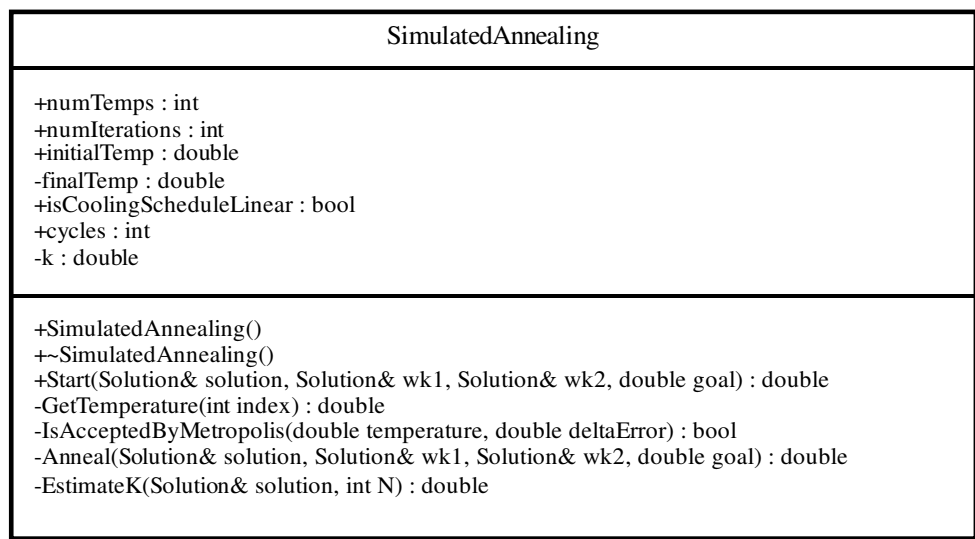 SimulatedAnnealing
+numTemps : int
+numIterations : int
+initialTemp : double
-finalTemp : double
+isCoolingScheduleLinear : bool
+cycles : int
-k : double
+SimulatedAnnealing()
+~SimulatedAnnealing()
+Start(Solution& solution, Solution& wk1, Solution& wk2, double goal) : double
-GetTemperature(int index) : double
-IsAcceptedByMetropolis(double temperature, double deltaError) : bool
-Anneal(Solution& solution, Solution& wk1, Solution& wk2, double goal) : double
-EstimateK(Solution& solution, int N) : double